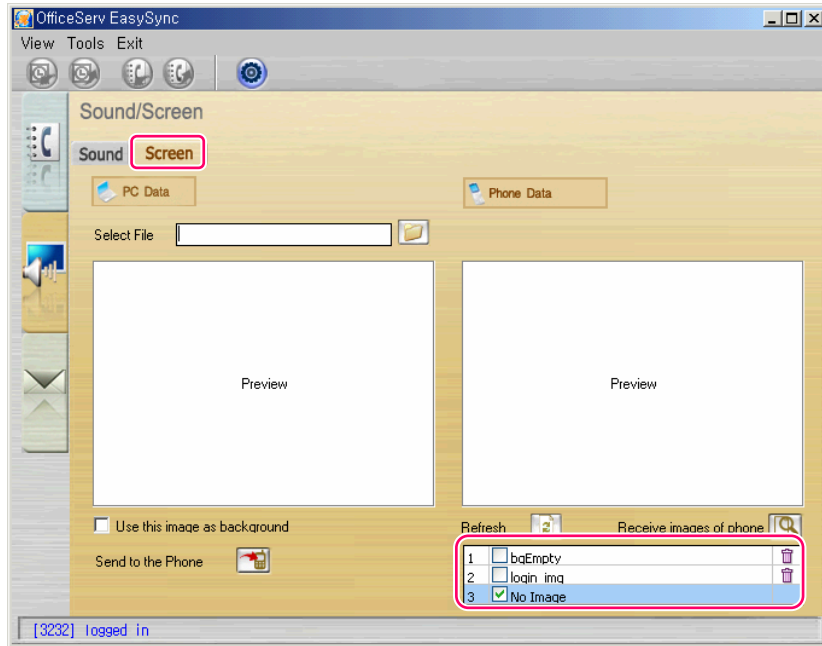 OfficeServ EasySync
View Tools Exit
Sound/Screen
Sound Screen
PC Data
Phone Data
Select File
Preview
Preview
Use this image as background
Refresh
Receive images of phone
Send to the Phone
1 bgEmpty
2 login_img
3 No Image
[3232] logged in